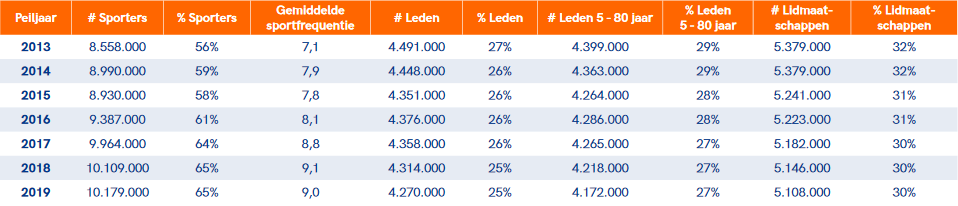 Peiljaar # Sporters % Sporters Gemiddelde sportfrequentie # Leden % Leden # Leden 5 - 80 jaar % Leden 5 - 80 jaar # Lidmaat-schappen % Lidmaat-schappen
2013 8.558.000 56% 7,1 4.491.000 27% 4.399.000 29% 5.379.000 32%
2014 8.990.000 59% 7,9 4.448.000 26% 4.363.000 29% 5.379.000 32%
2015 8.930.000 58% 7,8 4.351.000 26% 4.264.000 28% 5.241.000 31%
2016 9.387.000 61% 8,1 4.376.000 26% 4.286.000 28% 5.223.000 31%
2017 9.964.000 64% 8,8 4.358.000 26% 4.265.000 27% 5.182.000 30%
2018 10.109.000 65% 9,1 4.314.000 25% 4.218.000 27% 5.146.000 30%
2019 10.179.000 65% 9,0 4.270.000 25% 4.172.000 27% 5.108.000 30%